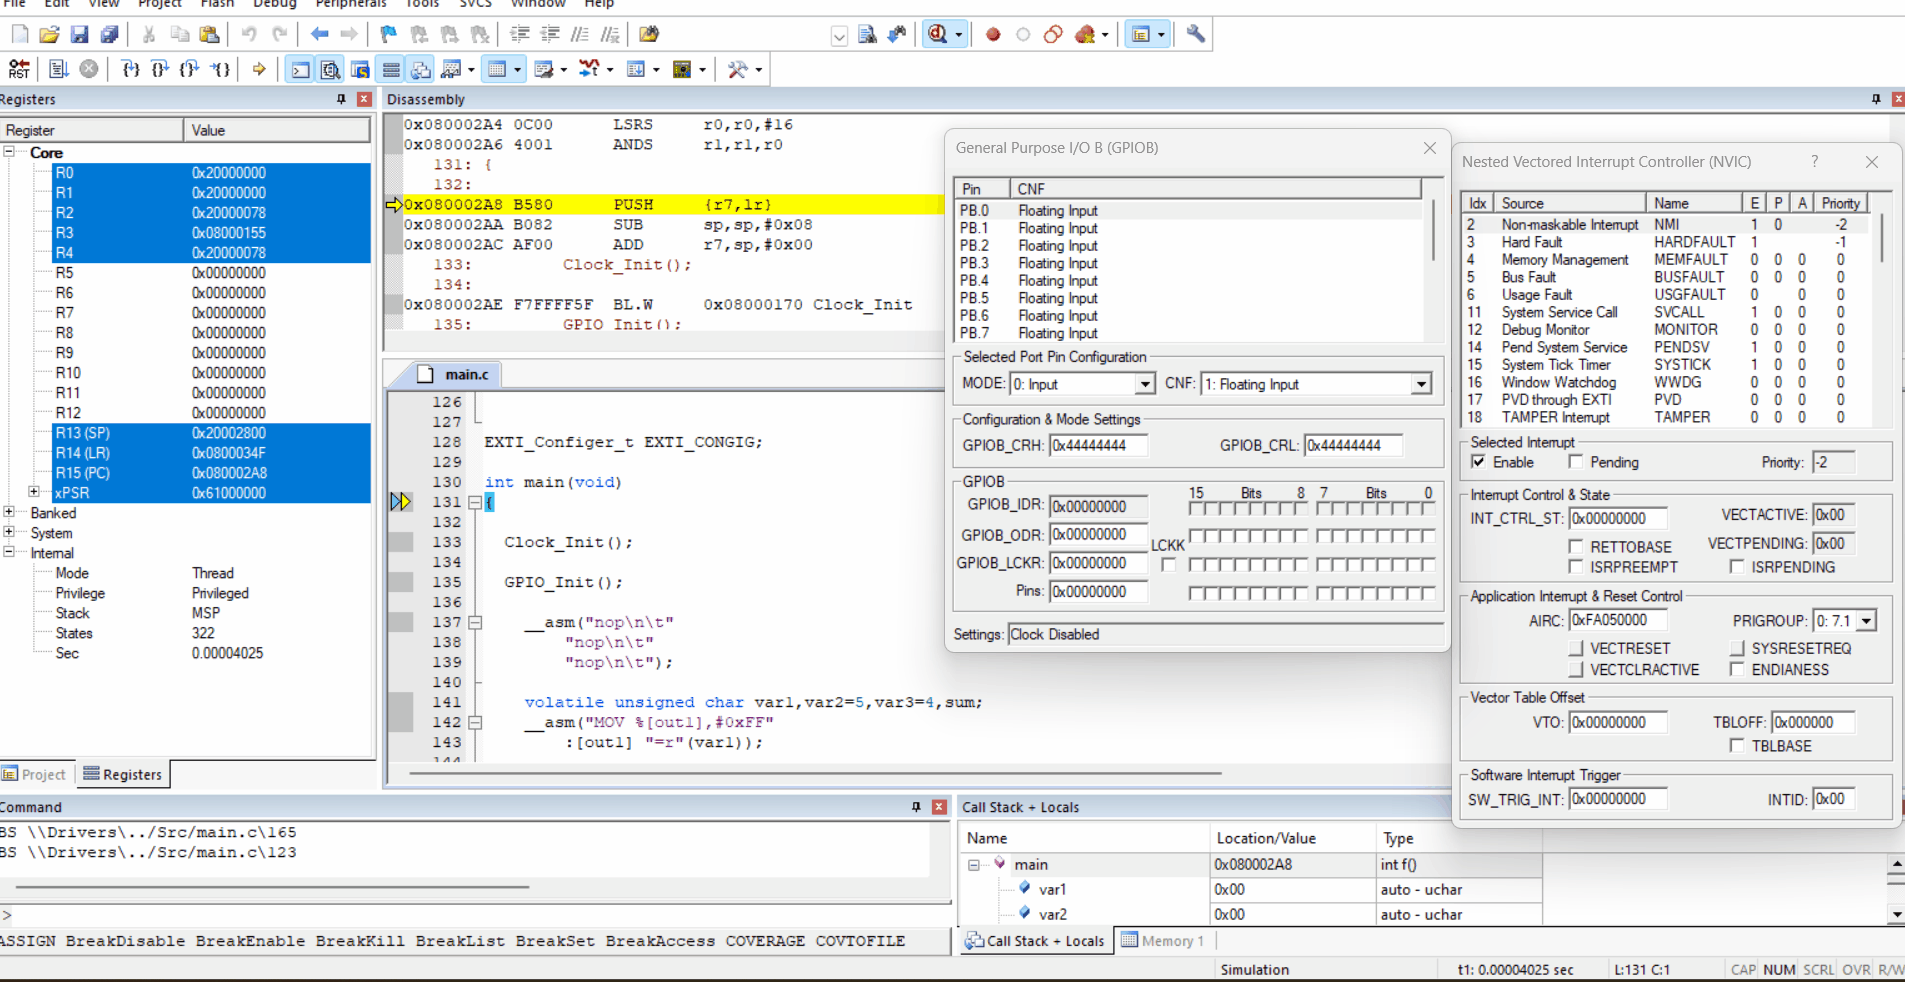 File Edit View Project Flash Debug Peripherals Tools SVCS Window Help
RST
Registers
Register Value
Core
R0 0x20000000
R1 0x20000000
R2 0x20000078
R3 0x08000155
R4 0x20000078
R5 0x00000000
R6 0x00000000
R7 0x00000000
R8 0x00000000
R9 0x00000000
R10 0x00000000
R11 0x00000000
R12 0x00000000
R13 (SP) 0x20002800
R14 (LR) 0x0800034F
R15 (PC) 0x080002A8
xPSR 0x61000000
Banked
System
Internal
Mode Thread
Privilege Privileged
Stack MSP
States 322
Sec 0.00004025
Project Registers
Disassembly
0x080002A4 0C00 LSRS r0,r0,#16
0x080002A6 4001 ANDS r1,r1,r0
131: {
132:
0x080002A8 B580 PUSH {r7,lr}
0x080002AA B082 SUB sp,sp,#0x08
0x080002AC AF00 ADD r7,sp,#0x00
133: Clock_Init();
134:
0x080002AE F7FFFF5F BL.W 0x08000170 Clock_Init
135: GPIO_Init();
main.c
126
127
128 EXTI_Configer_t EXTI_CONGIG;
129
130 int main(void)
131 {
132
133 Clock_Init();
134
135 GPIO_Init();
136
137 __asm("nop\n\t"
138 "nop\n\t"
139 "nop\n\t");
140
141 volatile unsigned char var1,var2=5,var3=4,sum;
142 __asm("MOV %[out1],#0xFF"
143 :[out1] "=r"(var1));
144
General Purpose I/O B (GPIOB)
Pin CNF
PB.0 Floating Input
PB.1 Floating Input
PB.2 Floating Input
PB.3 Floating Input
PB.4 Floating Input
PB.5 Floating Input
PB.6 Floating Input
PB.7 Floating Input
Selected Port Pin Configuration
MODE: 0: Input CNF: 1: Floating Input
Configuration & Mode Settings
GPIOB_CRH: 0x44444444 GPIOB_CRL: 0x44444444
GPIOB
15 Bits 8 7 Bits 0
GPIOB_IDR: 0x00000000
GPIOB_ODR: 0x00000000
LCKK
GPIOB_LCKR: 0x00000000
Pins: 0x00000000
Settings: Clock Disabled
Nested Vectored Interrupt Controller (NVIC) ?
Idx Source Name E P A Priority
2 Non-maskable Interrupt NMI 1 0 -2
3 Hard Fault HARDFAULT 1 -1
4 Memory Management MEMFAULT 0 0 0 0
5 Bus Fault BUSFAULT 0 0 0 0
6 Usage Fault USGFAULT 0 0 0
11 System Service Call SVCALL 1 0 0 0
12 Debug Monitor MONITOR 0 0 0 0
14 Pend System Service PENDSV 1 0 0 0
15 System Tick Timer SYSTICK 1 0 0 0
16 Window Watchdog WWDG 0 0 0 0
17 PVD through EXTI PVD 0 0 0 0
18 TAMPER Interrupt TAMPER 0 0 0 0
Selected Interrupt
Enable Pending Priority: -2
Interrupt Control & State
INT_CTRL_ST: 0x00000000 VECTACTIVE: 0x00
RETTOBASE VECTPENDING: 0x00
ISRPREEMPT ISRPENDING
Application Interrupt & Reset Control
AIRC: 0xFA050000 PRIGROUP: 0: 7.1
VECTRESET SYSRESETREQ
VECTCLRACTIVE ENDIANESS
Vector Table Offset
VTO: 0x00000000 TBLOFF: 0x000000
TBLBASE
Software Interrupt Trigger
SW_TRIG_INT: 0x00000000 INTID: 0x00
Command
BS \\Drivers\../Src/main.c\165
BS \\Drivers\../Src/main.c\123
>
ASSIGN BreakDisable BreakEnable BreakKill BreakList BreakSet BreakAccess COVERAGE COVTOFILE
Call Stack + Locals
Name Location/Value Type
main 0x080002A8 int f()
var1 0x00 auto - uchar
var2 0x00 auto - uchar
Call Stack + Locals Memory 1
Simulation t1: 0.00004025 sec L:131 C:1 CAP NUM SCRL OVR R/W